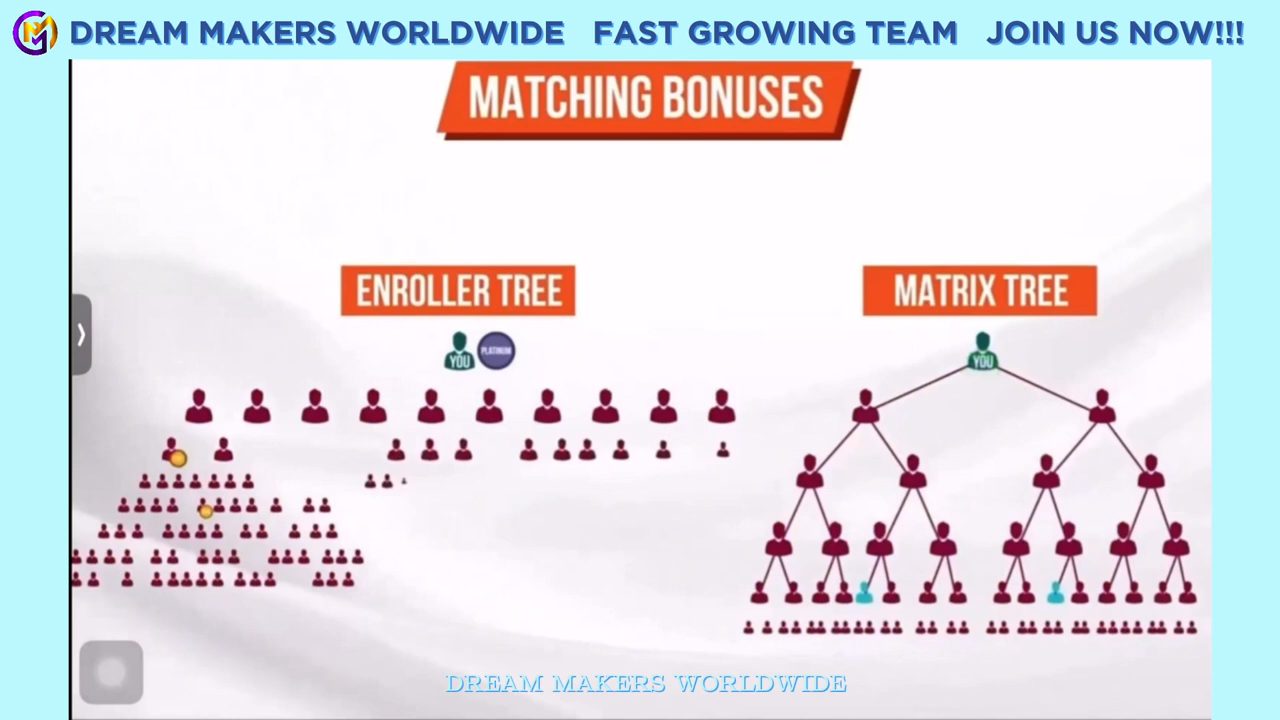 DREAM MAKERS WORLDWIDE FAST GROWING TEAM JOIN US NOW!!!
MATCHING BONUSES
ENROLLER TREE
MATRIX TREE
YOU
PLATINUM
YOU
DREAM MAKERS WORLDWIDE